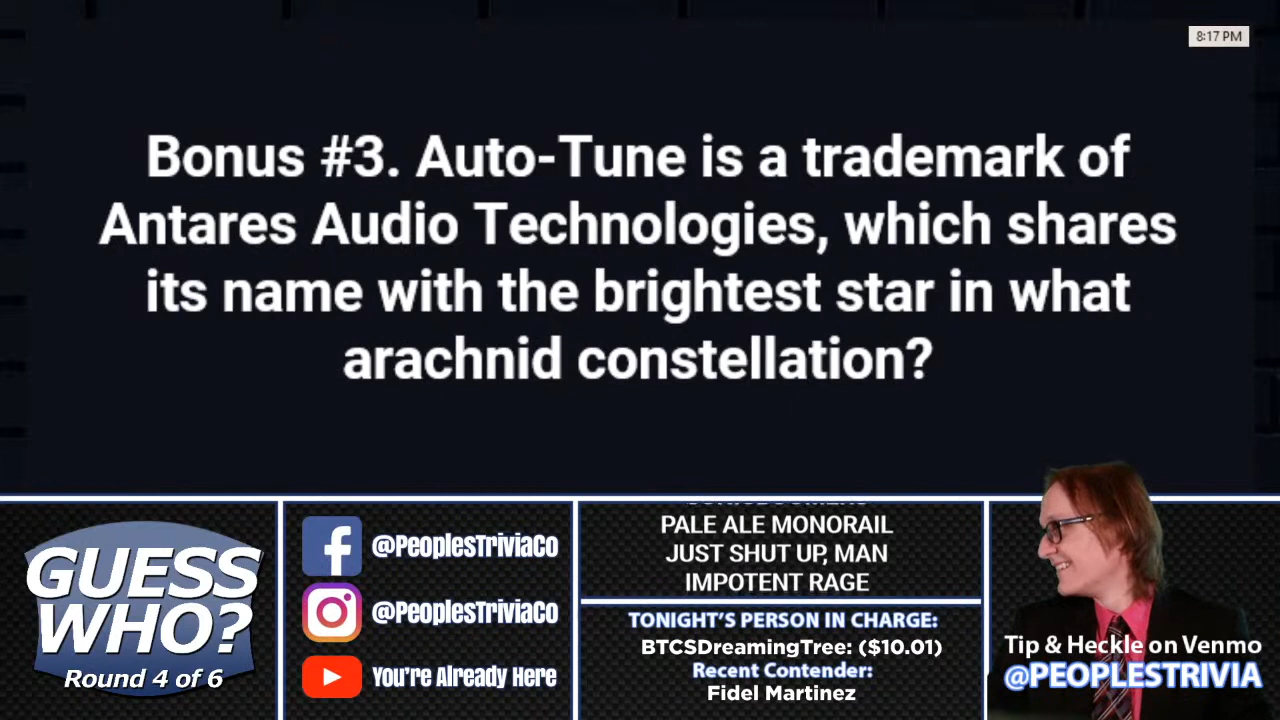 8:17 PM
Bonus #3. Auto-Tune is a trademark of
Antares Audio Technologies, which shares
its name with the brightest star in what
arachnid constellation?
GUESS
WHO?
Round 4 of 6
@PeoplesTriviaCo
@PeoplesTriviaCo
You're Already Here
PALE ALE MONORAIL
JUST SHUT UP, MAN
IMPOTENT RAGE
TONIGHT'S PERSON IN CHARGE:
BTCSDreamingTree: ($10.01)
Recent Contender:
Fidel Martinez
Tip & Heckle on Venmo
@PEOPLESTRIVIA